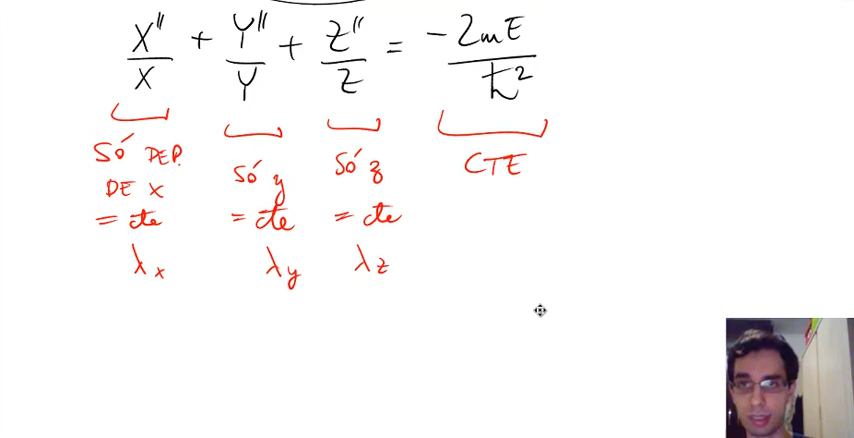 X''/X + Y''/Y + Z''/Z = -2mE/ħ²
SÓ DEP. DE X = cte λx
SÓ y = cte λy
SÓ z = cte λz
CTE